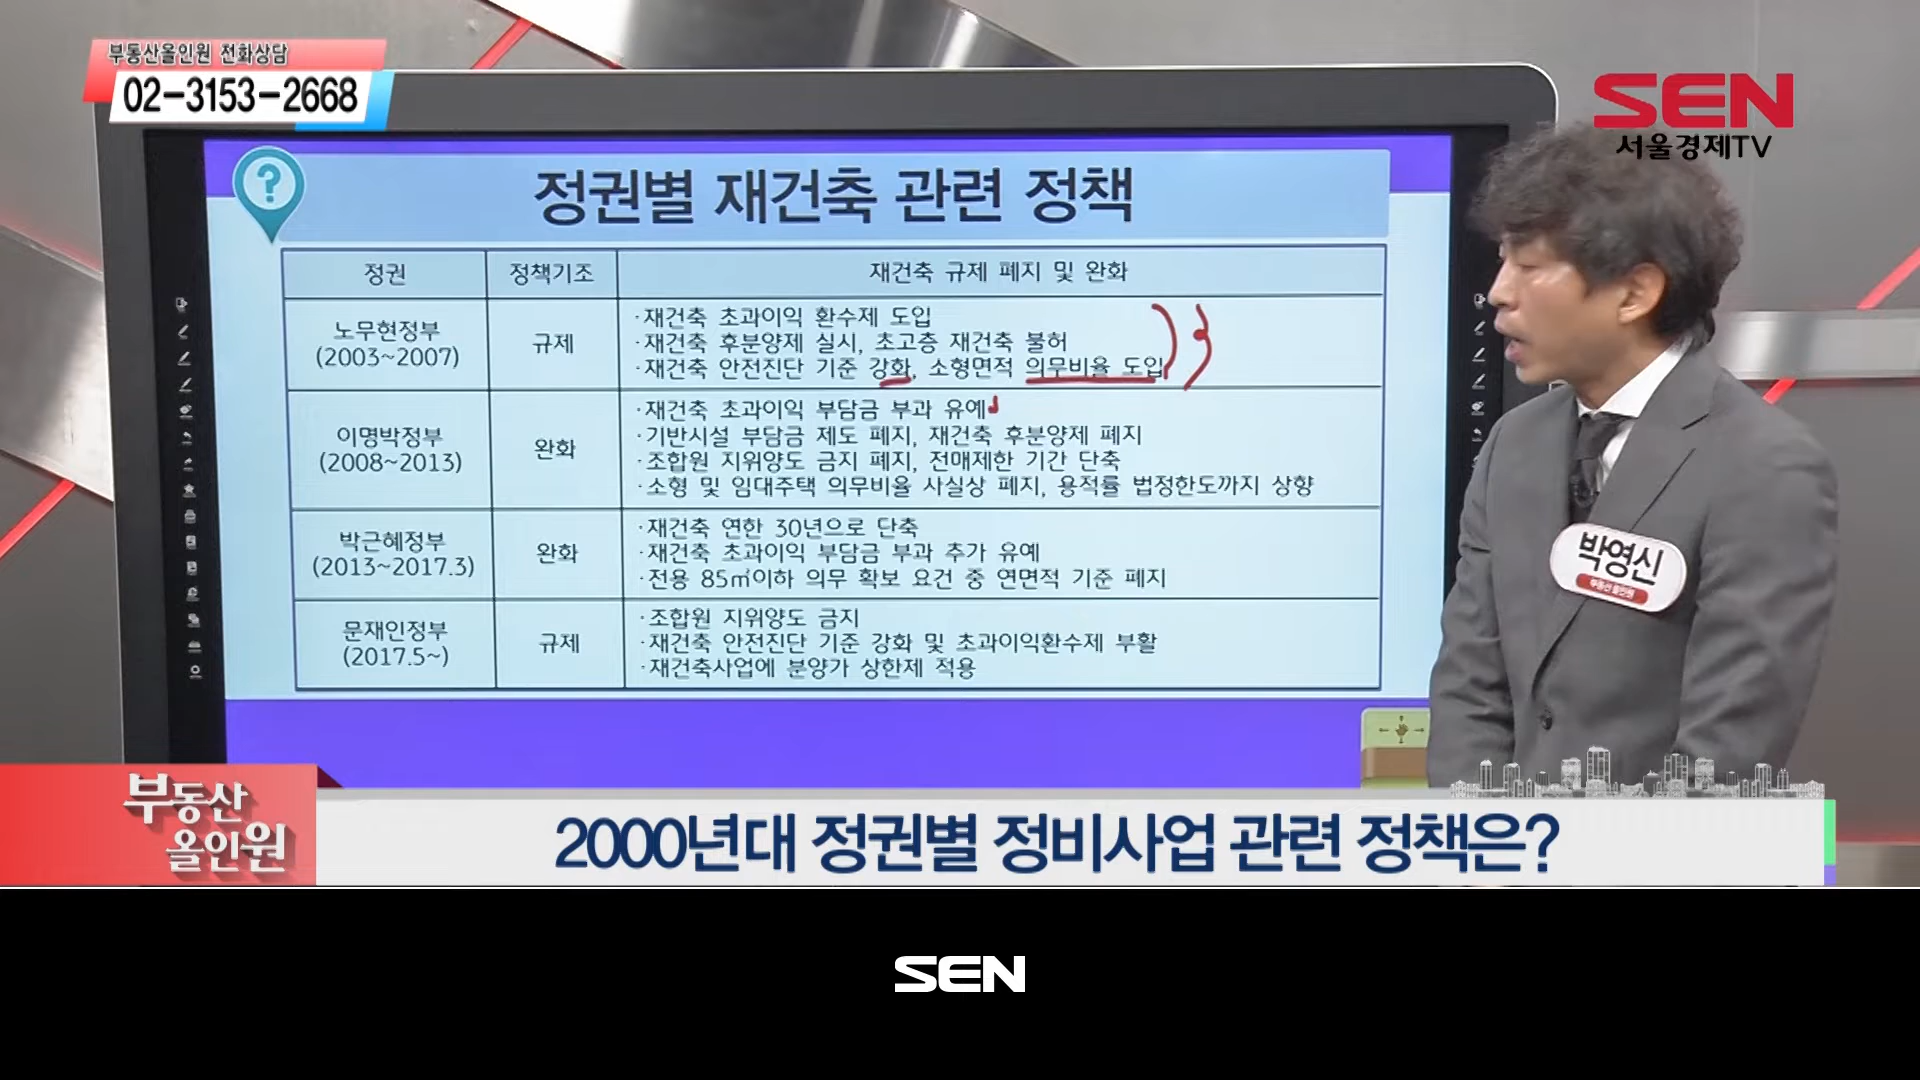 부동산올인원 전화상담
02-3153-2668
SEN
서울경제TV
?
정권별 재건축 관련 정책
정권
정책기조
재건축 규제 폐지 및 완화
노무현정부
(2003~2007)
규제
·재건축 초과이익 환수제 도입
·재건축 후분양제 실시, 초고층 재건축 불허
·재건축 안전진단 기준 강화, 소형면적 의무비율 도입
이명박정부
(2008~2013)
완화
·재건축 초과이익 부담금 부과 유예
·기반시설 부담금 제도 폐지, 재건축 후분양제 폐지
·조합원 지위양도 금지 폐지, 전매제한 기간 단축
·소형 및 임대주택 의무비율 사실상 폐지, 용적률 법정한도까지 상향
박근혜정부
(2013~2017.3)
완화
·재건축 연한 30년으로 단축
·재건축 초과이익 부담금 부과 추가 유예
·전용 85㎡이하 의무 확보 요건 중 연면적 기준 폐지
문재인정부
(2017.5~)
규제
·조합원 지위양도 금지
·재건축 안전진단 기준 강화 및 초과이익환수제 부활
·재건축사업에 분양가 상한제 적용
박영신
부동산 올인원
부동산
올인원
2000년대 정권별 정비사업 관련 정책은?
SEN